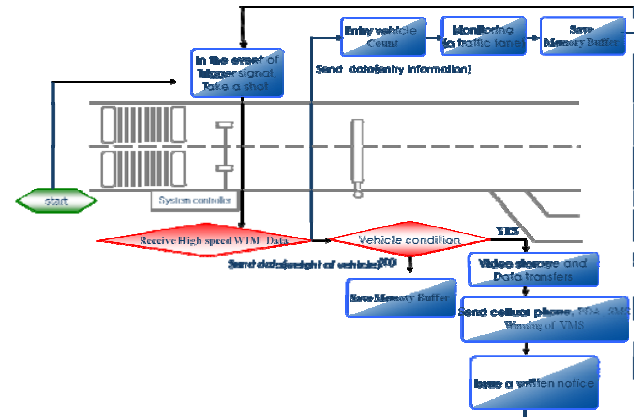 Entry vehicle
Count
Monitoring
(a traffic lane)
Save
Memory Buffer
In the event of
Trigger signal,
Take a shot
Send data(entry information)
start
System controller
Receive High speed WIM Data
Vehicle condition
YES
Send data(weight of vehicles)
NO
Video storage and
Data transfers
Save Memory Buffer
Send celluar phone, PDA, SMS
Warning of VMS
Issue a written notice